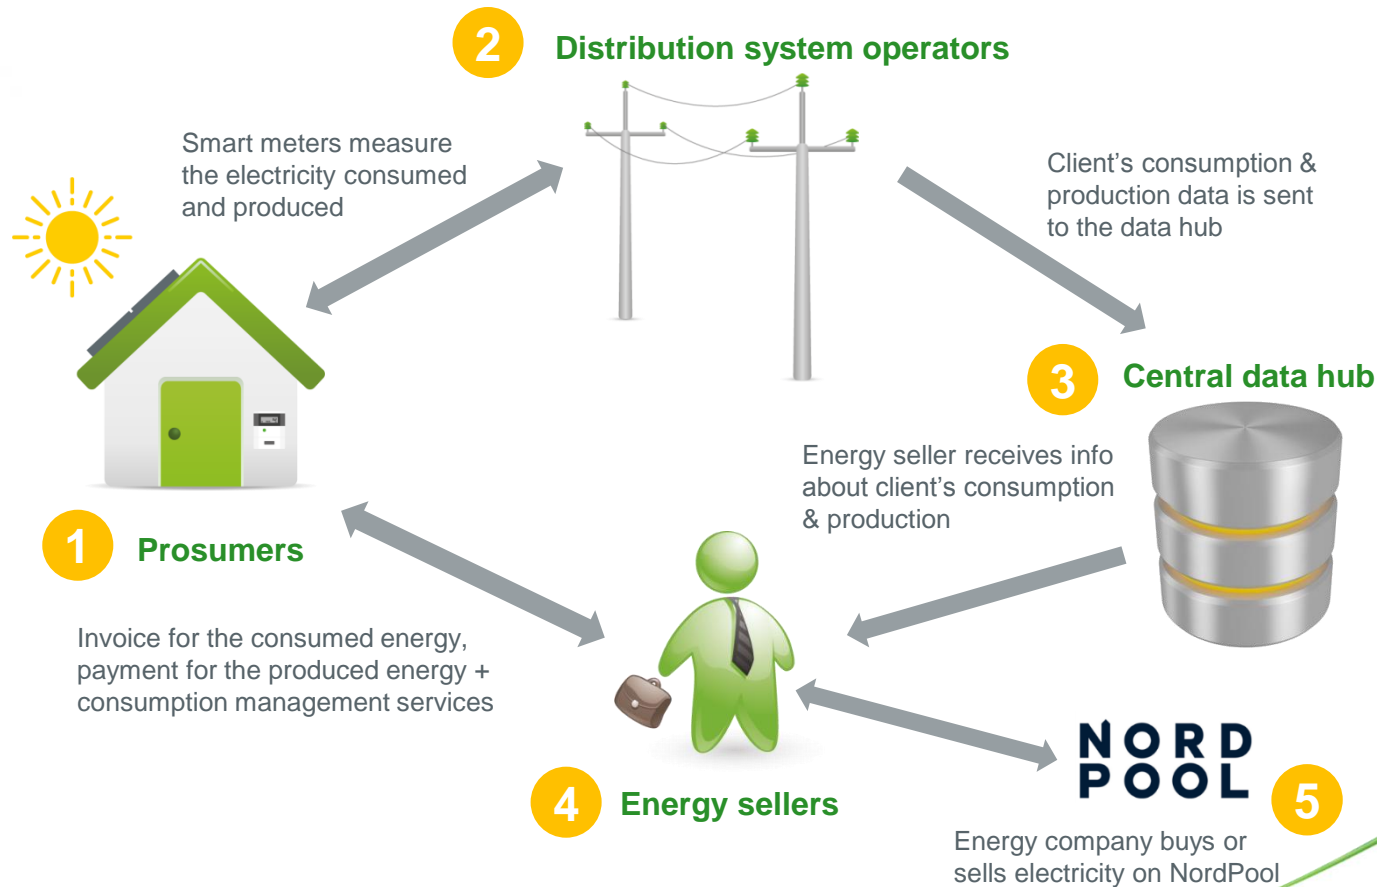 2
Distribution system operators
Smart meters measure
the electricity consumed
and produced
Client's consumption &
production data is sent
to the data hub
3
Central data hub
Energy seller receives info
about client's consumption
& production
1
Prosumers
Invoice for the consumed energy,
payment for the produced energy +
consumption management services
4
Energy sellers
NORD
POOL
5
Energy company buys or
sells electricity on NordPool